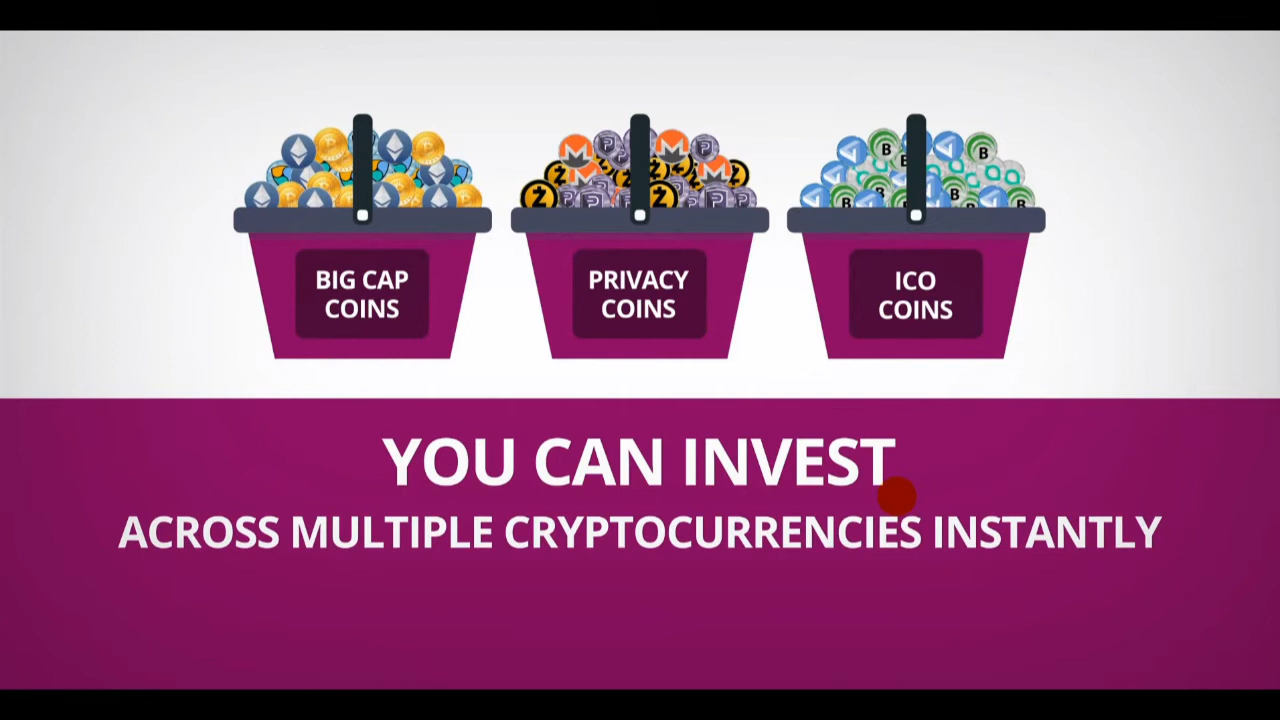 BIG CAP
COINS
PRIVACY
COINS
ICO
COINS
YOU CAN INVEST
ACROSS MULTIPLE CRYPTOCURRENCIES INSTANTLY